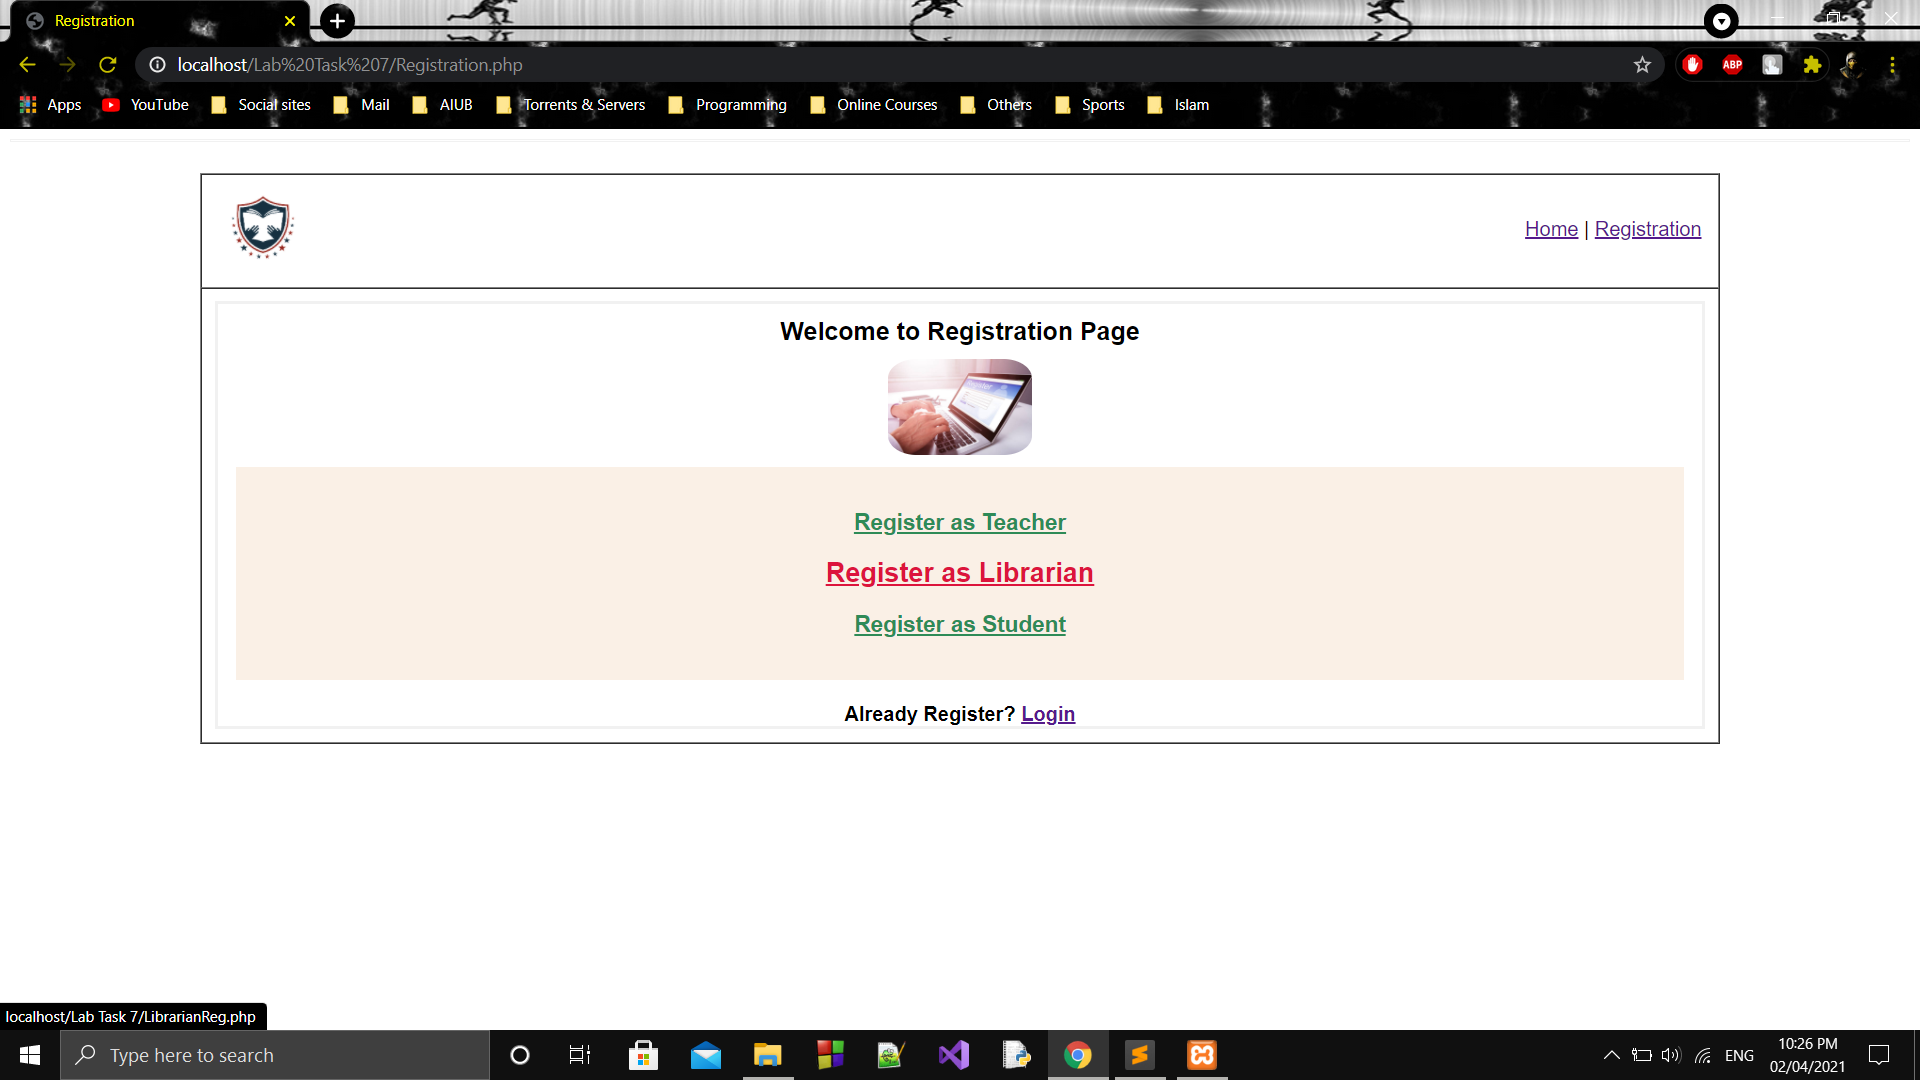 Registration
localhost/Lab%20Task%207/Registration.php
ABP
Apps YouTube Social sites Mail AIUB Torrents & Servers Programming Online Courses Others Sports Islam
Home | Registration
Welcome to Registration Page
Register as Teacher
Register as Librarian
Register as Student
Already Register? Login
localhost/Lab Task 7/LibrarianReg.php
Type here to search
ENG
10:26 PM
02/04/2021